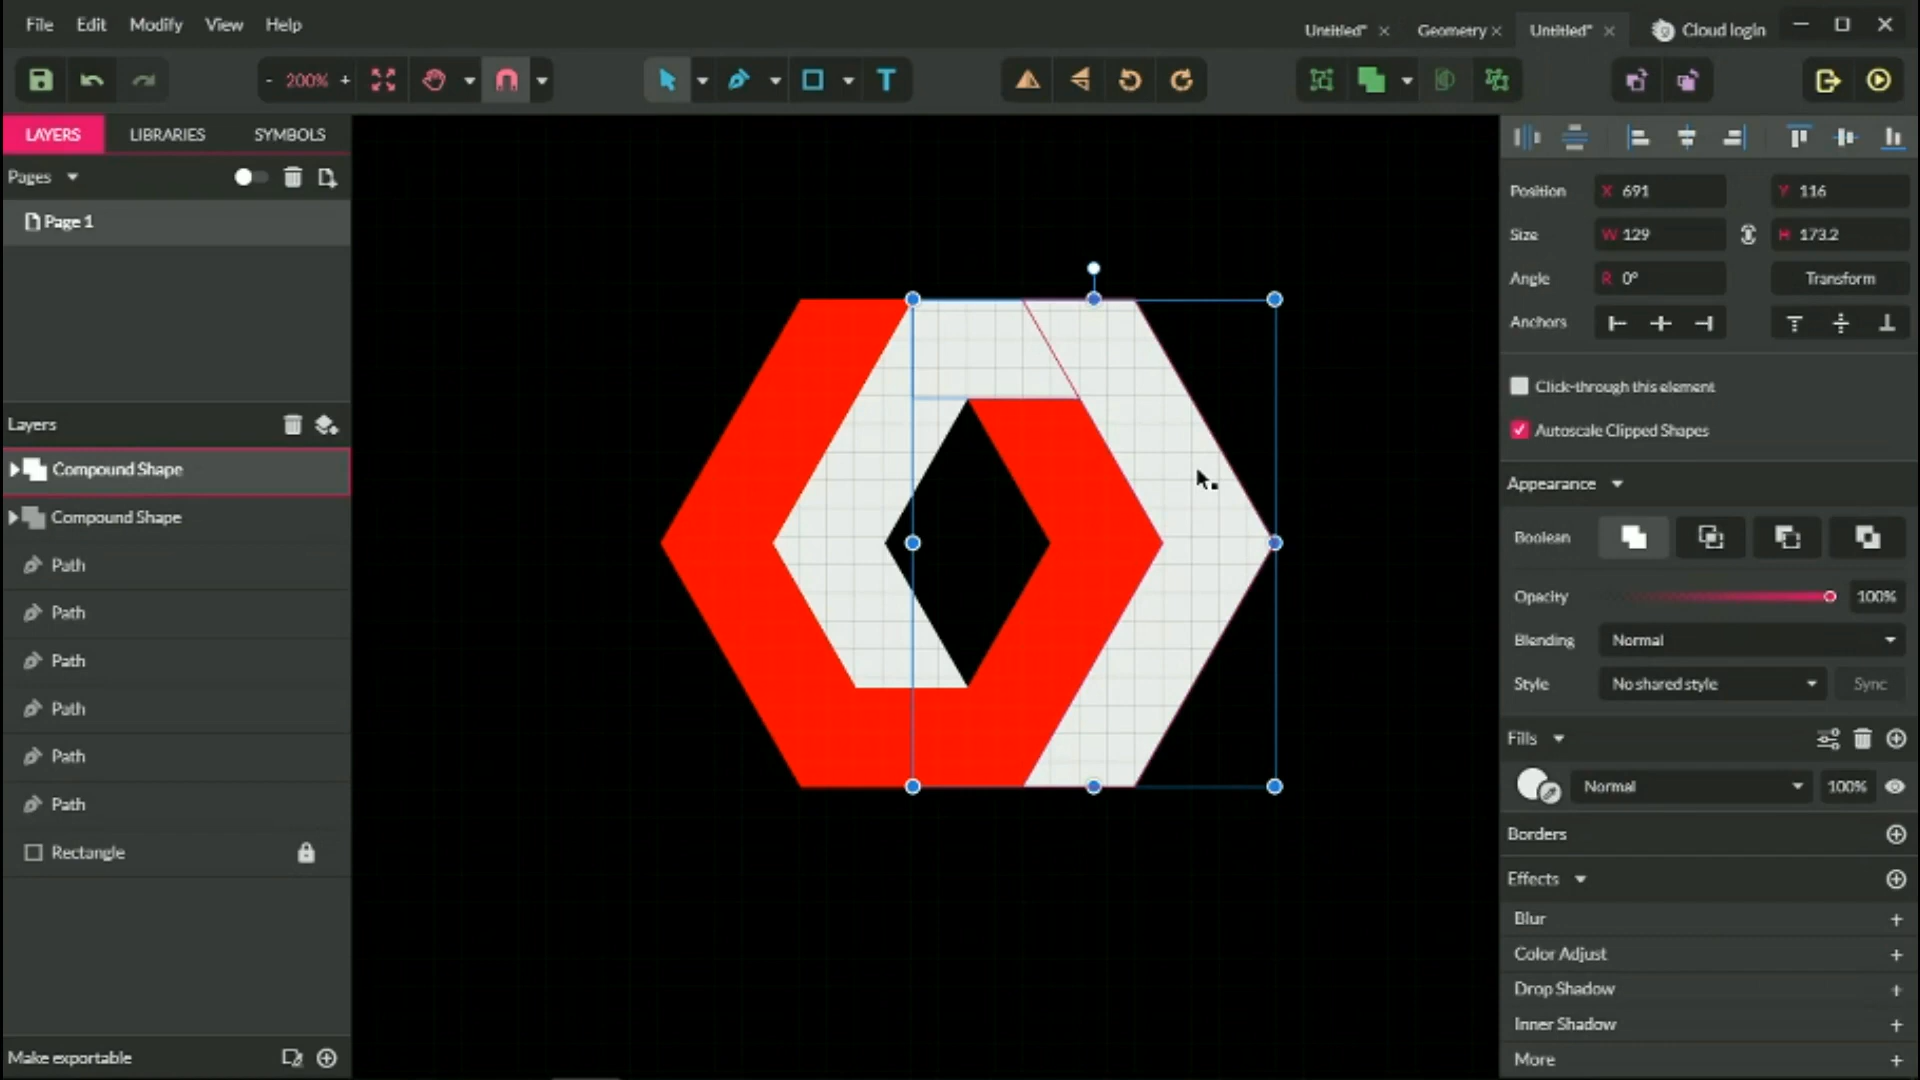 File Edit Modify View Help
Untitled* × Geometry × Untitled* × Cloud login
- 200% +
T
LAYERS LIBRARIES SYMBOLS
Pages
Page 1
Layers
Compound Shape
Compound Shape
Path
Path
Path
Path
Path
Path
Rectangle
Make exportable
Position X 691 Y 116
Size W 129 H 173.2
Angle R 0° Transform
Anchors
Click-through this element
Autoscale Clipped Shapes
Appearance
Boolean
Opacity 100%
Blending Normal
Style No shared style Sync
Fills
Normal 100%
Borders
Effects
Blur +
Color Adjust +
Drop Shadow +
Inner Shadow +
More +